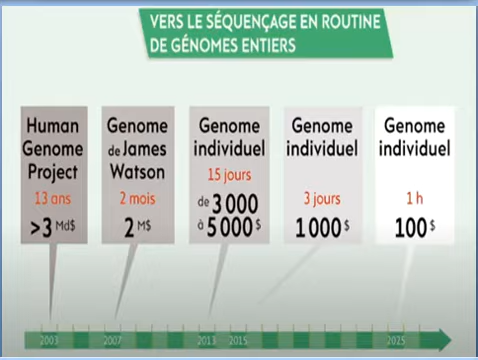 VERS LE SÉQUENÇAGE EN ROUTINE
DE GÉNOMES ENTIERS
Human
Genome
Project
13 ans
>3 Md$
Genome
de James
Watson
2 mois
2 M$
Genome
individuel
15 jours
de 3 000
à 5 000 $
Genome
individuel
3 jours
1 000 $
Genome
individuel
1 h
100 $
2003 2007 2013 2015 2025